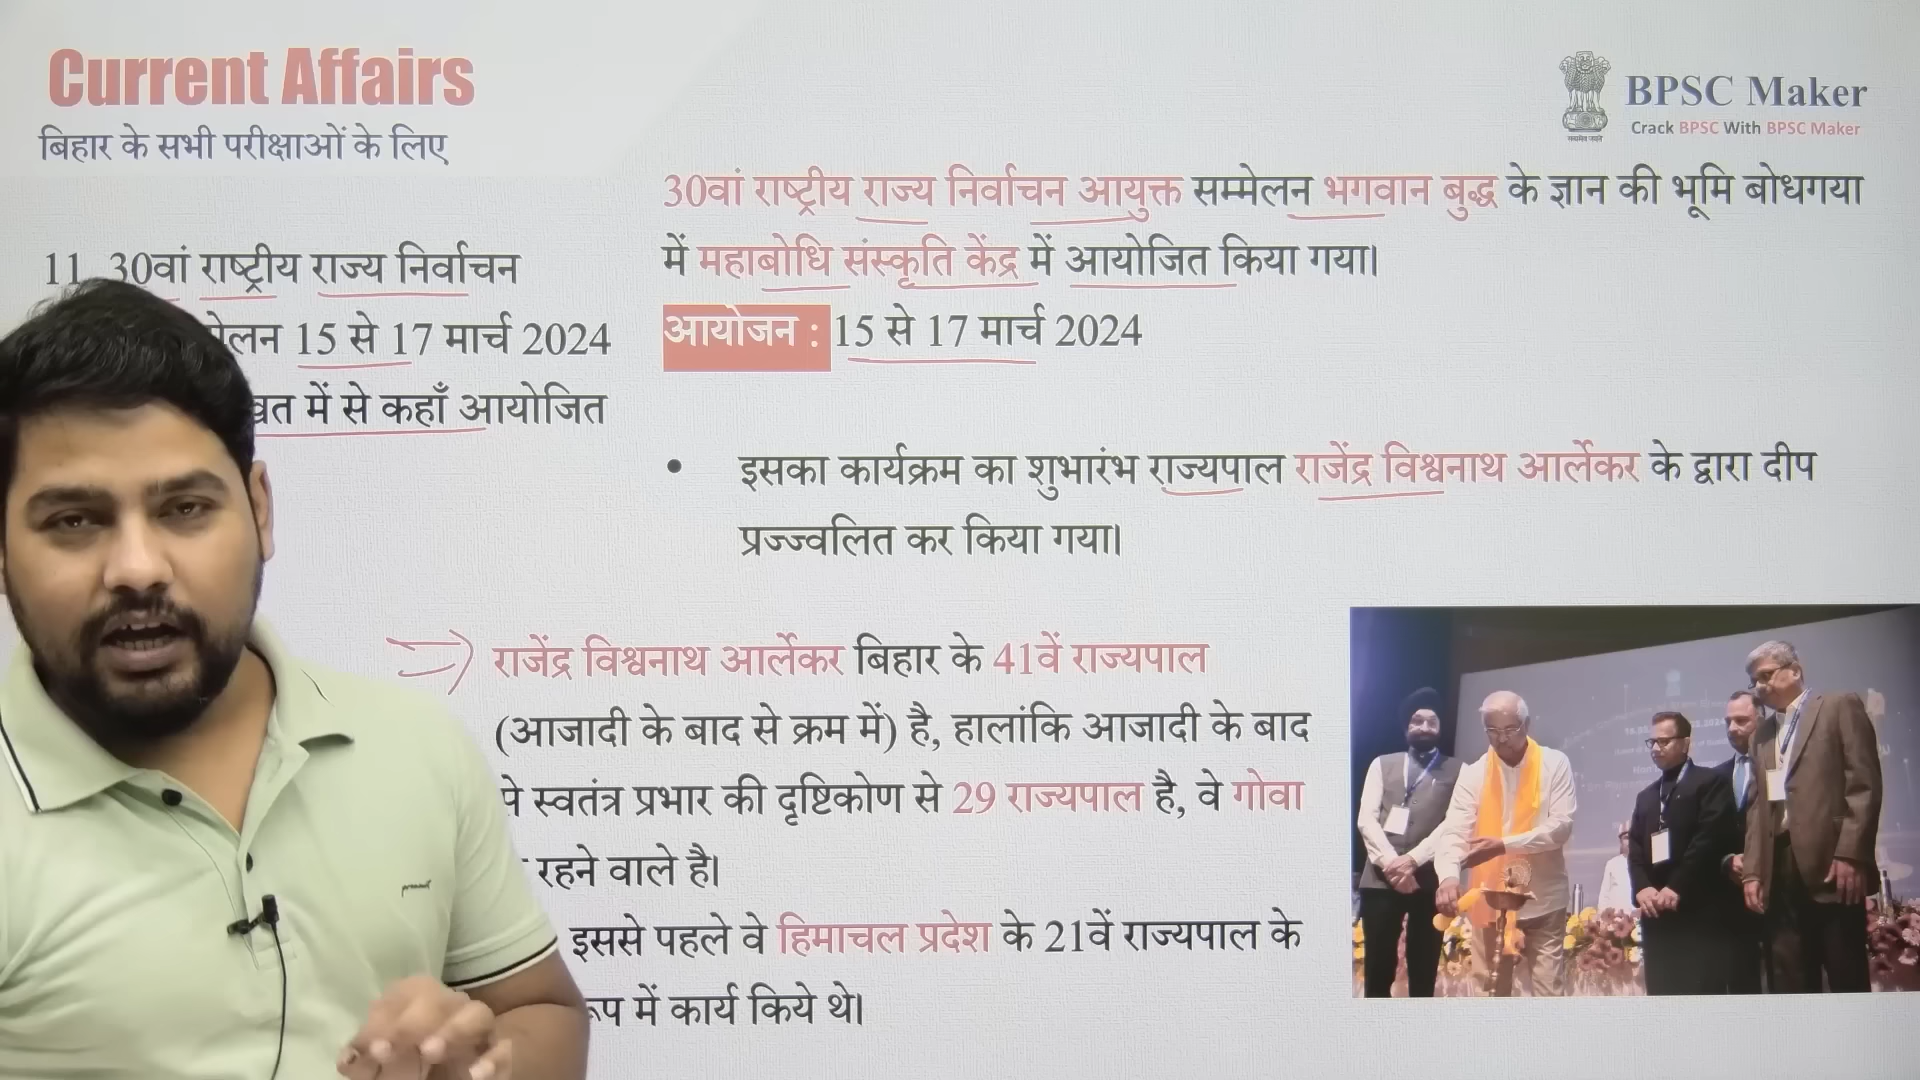 Current Affairs
बिहार के सभी परीक्षाओं के लिए
BPSC Maker
Crack BPSC With BPSC Maker
11. 30वां राष्ट्रीय राज्य निर्वाचन
15 से 17 मार्च 2024
में से कहाँ आयोजित
30वां राष्ट्रीय राज्य निर्वाचन आयुक्त सम्मेलन भगवान बुद्ध के ज्ञान की भूमि बोधगया
में महाबोधि संस्कृति केंद्र में आयोजित किया गया।
आयोजन : 15 से 17 मार्च 2024
• इसका कार्यक्रम का शुभारंभ राज्यपाल राजेंद्र विश्वनाथ आर्लेकर के द्वारा दीप
प्रज्ज्वलित कर किया गया।
राजेंद्र विश्वनाथ आर्लेकर बिहार के 41वें राज्यपाल
(आजादी के बाद से क्रम में) है, हालांकि आजादी के बाद
स्वतंत्र प्रभार की दृष्टिकोण से 29 राज्यपाल है, वे गोवा
रहने वाले है।
इससे पहले वे हिमाचल प्रदेश के 21वें राज्यपाल के
में कार्य किये थे।